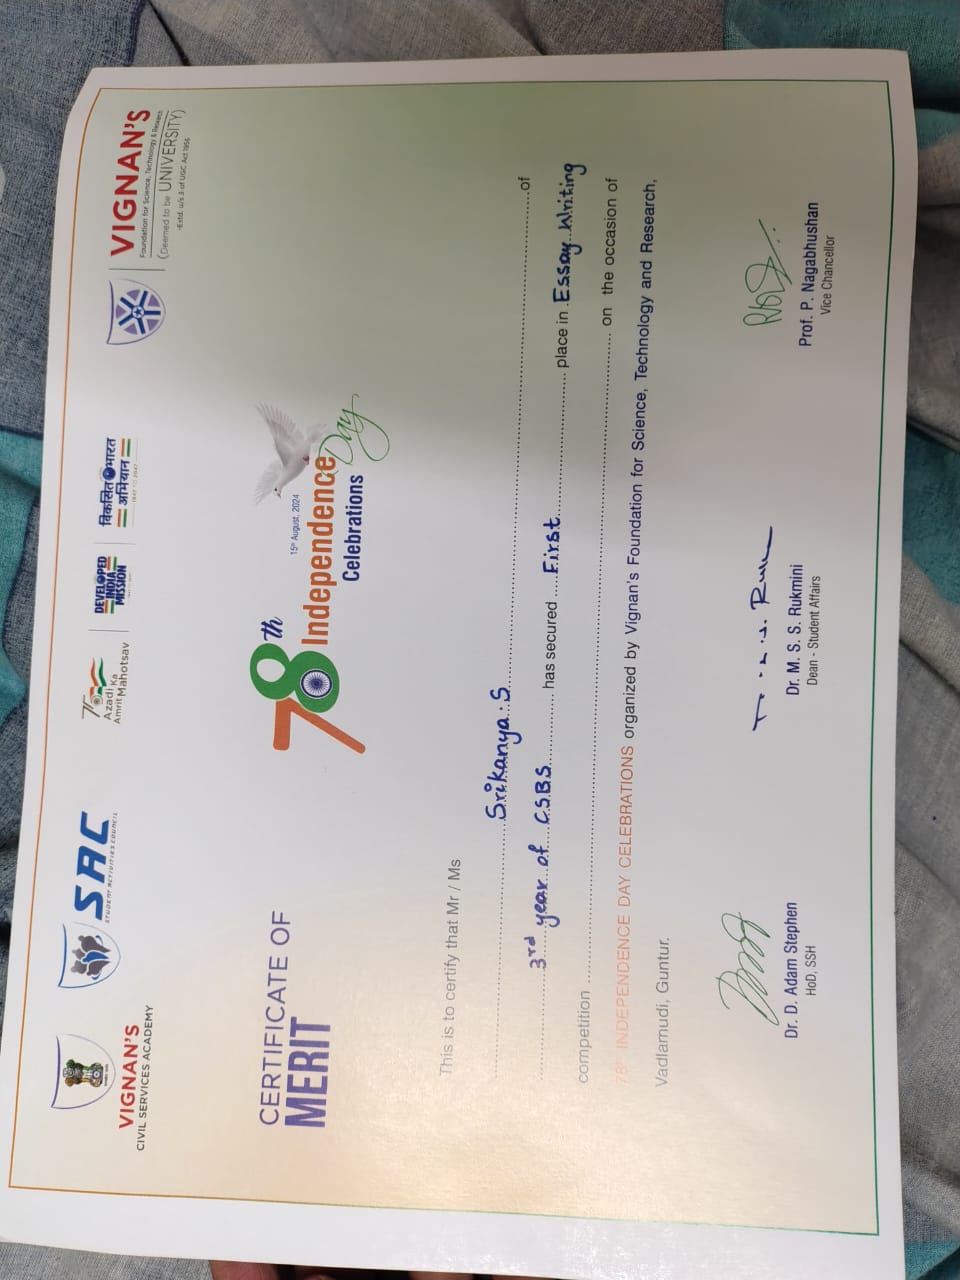 VIGNAN'S
CIVIL SERVICES ACADEMY
SAC
STUDENT ACTIVITIES COUNCIL
75
Azadi Ka
Amrit Mahotsav
DEVELOPED
INDIA
MISSION
1947 TO 2047
विकसित भारत
अभियान
1947 TO 2047
VIGNAN'S
Foundation for Science, Technology & Research
(Deemed to be UNIVERSITY)
-Estd. u/s 3 of UGC Act 1956
CERTIFICATE OF
MERIT
78th
15th August, 2024
Independence Day
Celebrations
This is to certify that Mr / Ms
Srikanya.S of
3rd year of CSBS has secured First place in Essay Writing
competition on the occasion of
78th INDEPENDENCE DAY CELEBRATIONS organized by Vignan's Foundation for Science, Technology and Research,
Vadlamudi, Guntur.
Dr. D. Adam Stephen
HoD, SSH
Dr. M. S. S. Rukmini
Dean - Student Affairs
Prof. P. Nagabhushan
Vice Chancellor